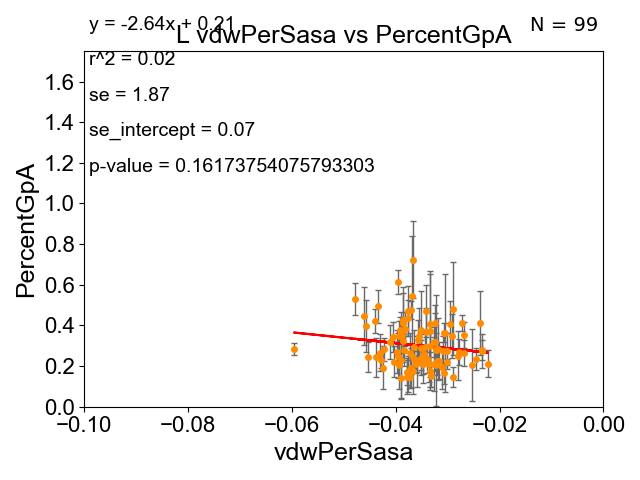 y = -2.64x + 0.21
N = 99
L vdwPerSasa vs PercentGpA
r^2 = 0.02
se = 1.87
se_intercept = 0.07
p-value = 0.16173754075793303
PercentGpA
1.6
1.4
1.2
1.0
0.8
0.6
0.4
0.2
0.0
−0.10
−0.08
−0.06
−0.04
−0.02
0.00
vdwPerSasa